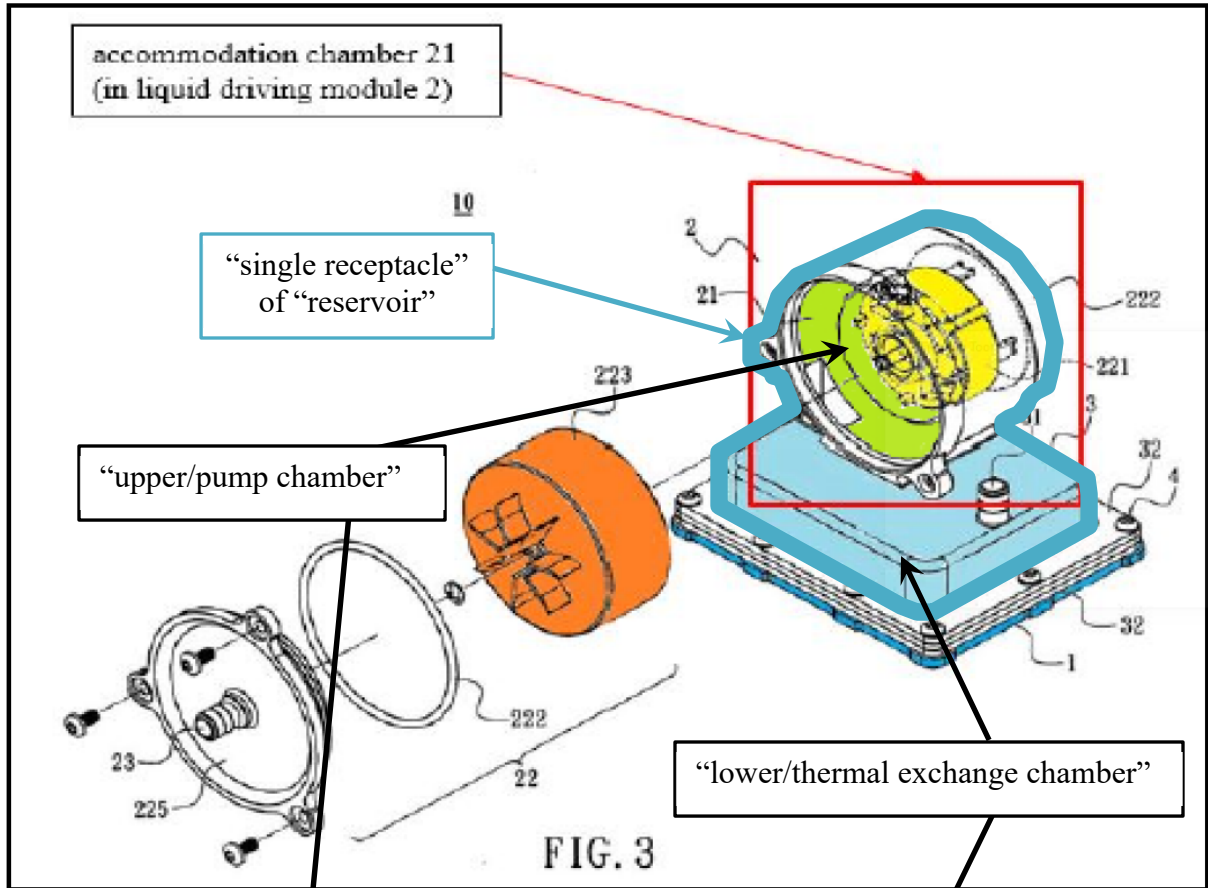 accommodation chamber 21
(in liquid driving module 2)
10
“single receptacle”
of “reservoir”
2
21
222
221
223
31
3
32
4
“upper/pump chamber”
32
1
222
23
225
22
“lower/thermal exchange chamber”
FIG. 3